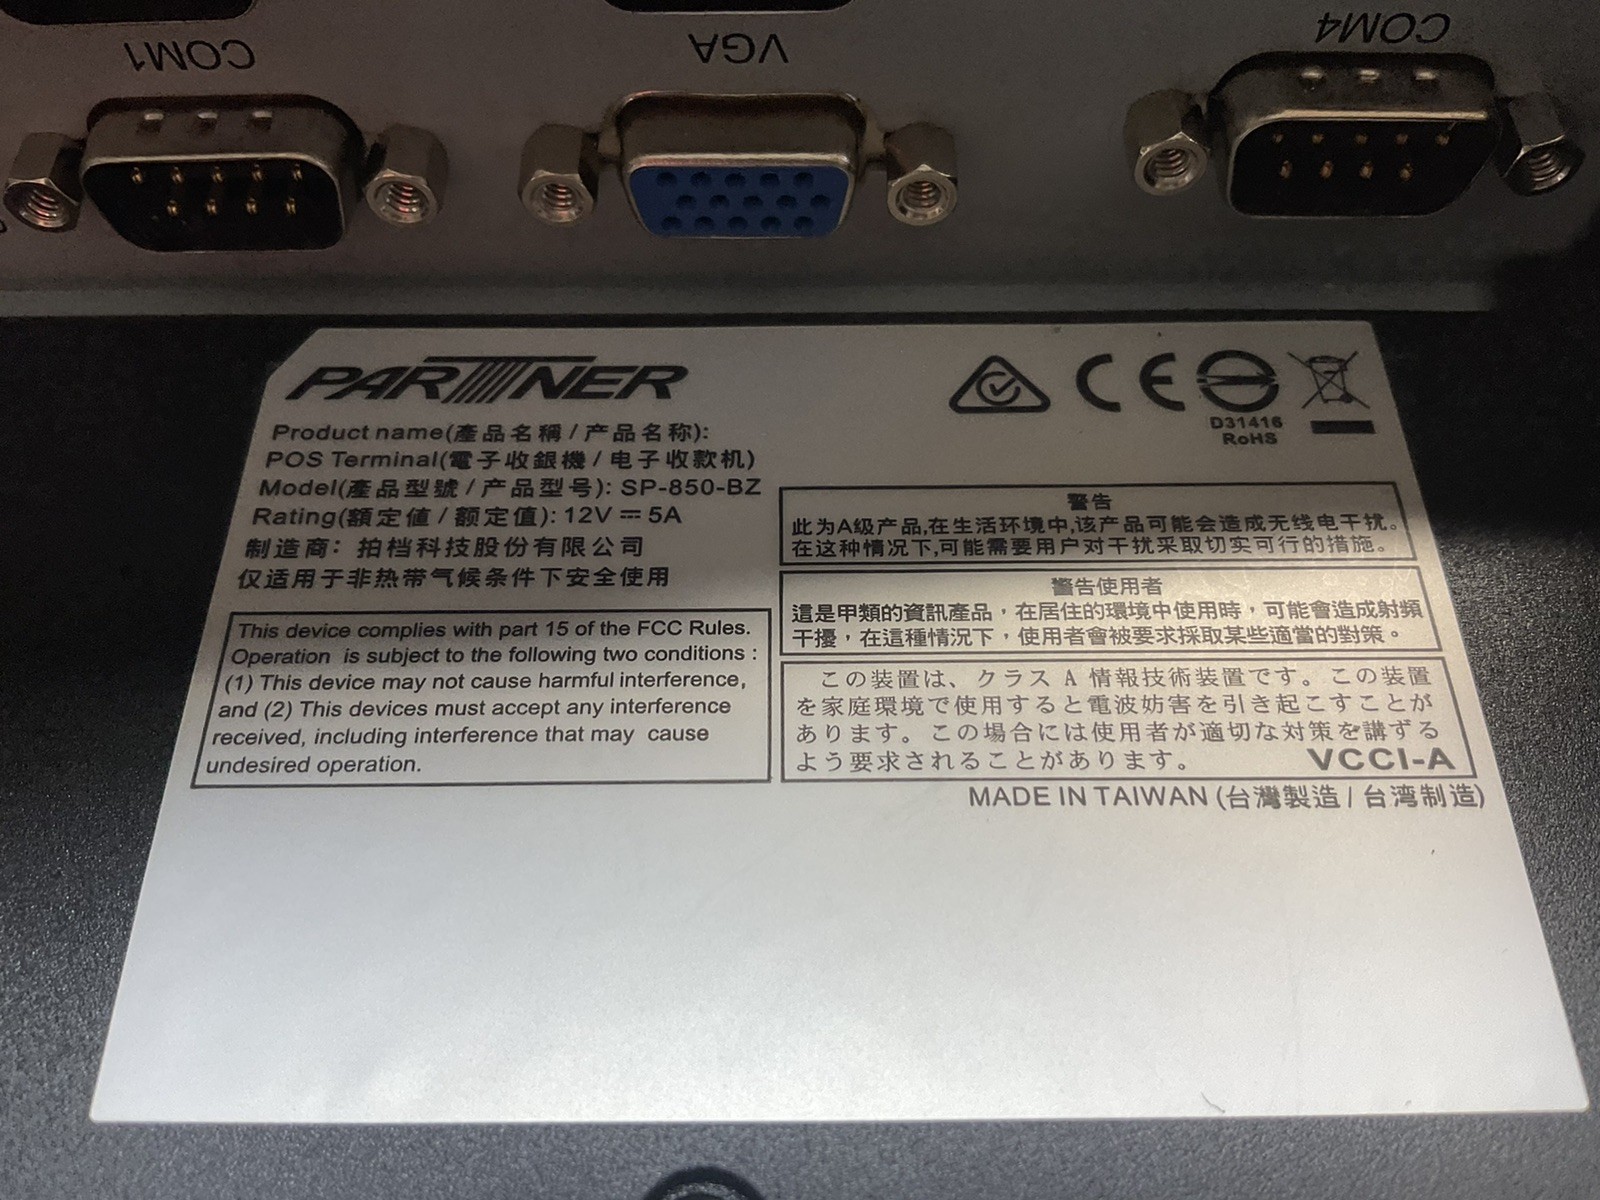 COM1
VGA
COM4
PARTNER
Product name(產品名稱 / 产品名称):
POS Terminal(電子收銀機 / 电子收款机)
Model(產品型號 / 产品型号): SP-850-BZ
Rating(額定値 / 额定值): 12V ⎓ 5A
制造商: 拍档科技股份有限公司
仅适用于非热带气候条件下安全使用
This device complies with part 15 of the FCC Rules.
Operation is subject to the following two conditions :
(1) This device may not cause harmful interference,
and (2) This devices must accept any interference
received, including interference that may cause
undesired operation.
CE
D31416
RoHS
警告
此为A级产品,在生活环境中,该产品可能会造成无线电干扰。
在这种情况下,可能需要用户对干扰采取切实可行的措施。
警告使用者
這是甲類的資訊產品，在居住的環境中使用時，可能會造成射頻
干擾，在這種情況下，使用者會被要求採取某些適當的對策。
この装置は、クラス A 情報技術装置です。この装置
を家庭環境で使用すると電波妨害を引き起こすことが
あります。この場合には使用者が適切な対策を講ずる
よう要求されることがあります。 VCCI-A
MADE IN TAIWAN (台灣製造 / 台湾制造)